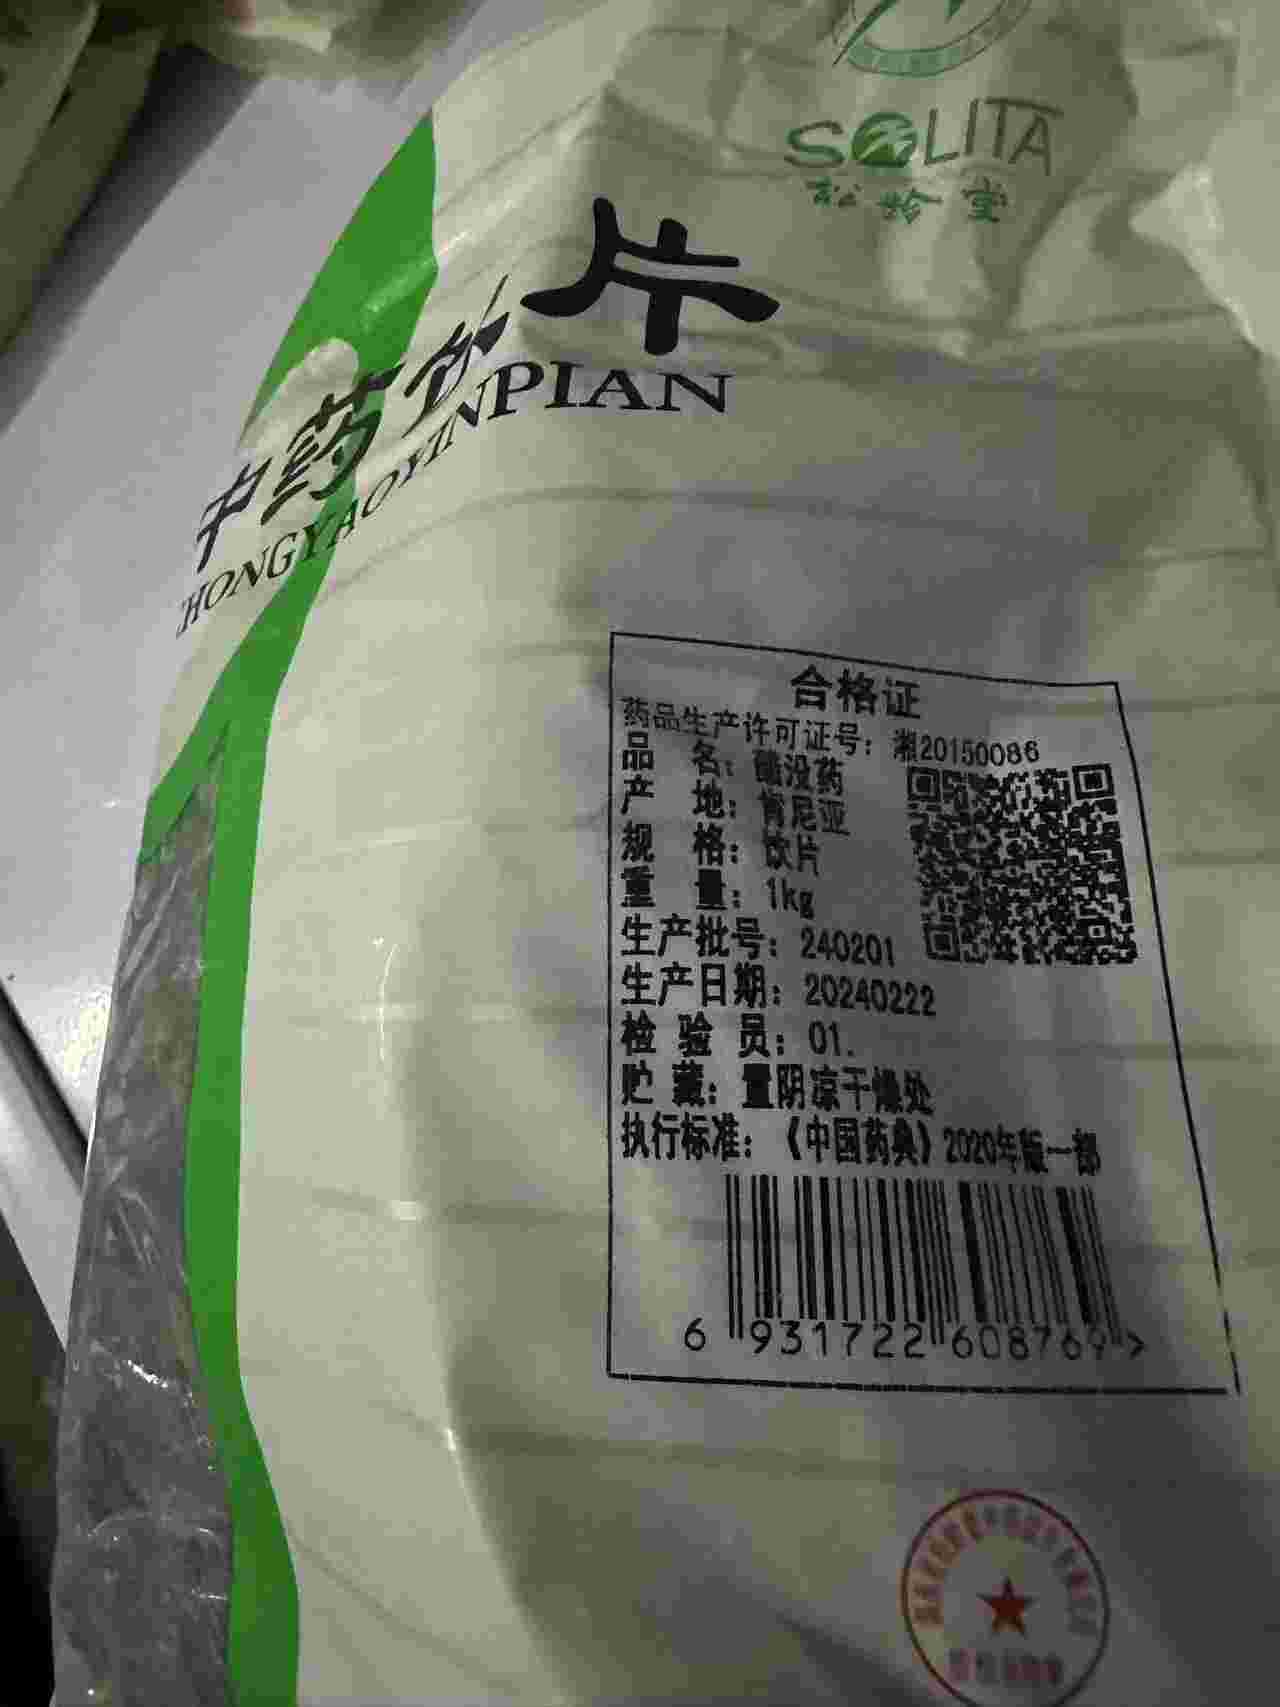 SOLITA
松龄堂
中药饮片
HONGYAOYINPIAN
合格证
药品生产许可证号：湘20150086
品 名：醋没药
产 地：肯尼亚
规 格：饮片
重 量：1kg
生产批号：240201
生产日期：20240222
检 验 员：01.
贮 藏：置阴凉干燥处
执行标准：《中国药典》2020年版一部
6 931722 608769 >